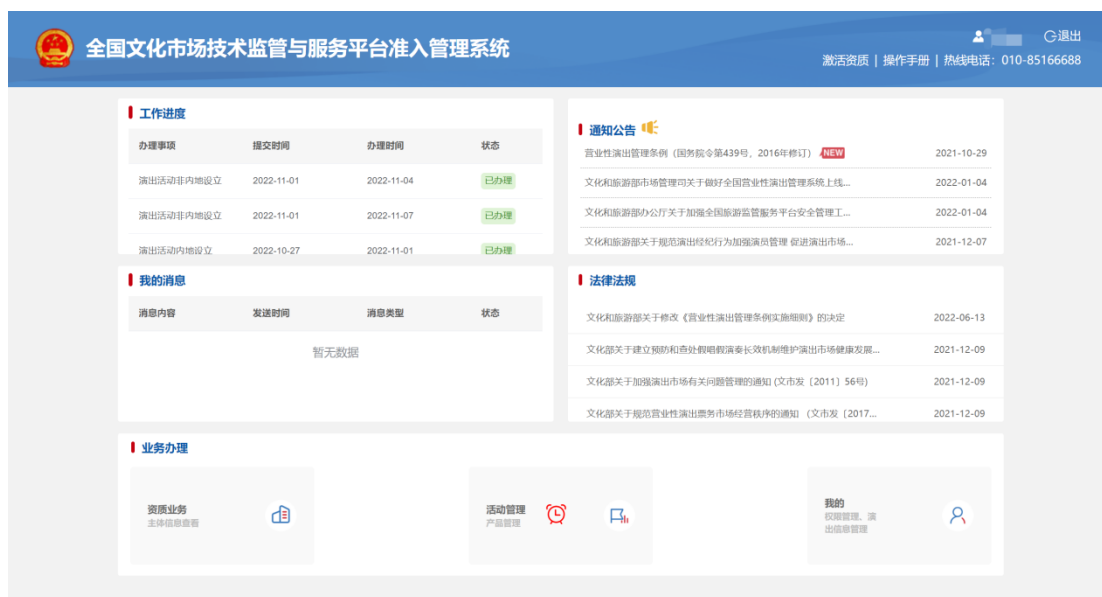 全国文化市场技术监管与服务平台准入管理系统
退出
激活资质 | 操作手册 | 热线电话：010-85166688
工作进度
办理事项 提交时间 办理时间 状态
演出活动非内地设立 2022-11-01 2022-11-04 已办理
演出活动非内地设立 2022-11-01 2022-11-07 已办理
演出活动内地设立 2022-10-27 2022-11-01 已办理
通知公告
营业性演出管理条例（国务院令第439号，2016年修订） NEW 2021-10-29
文化和旅游部市场管理司关于做好全国营业性演出管理系统上线... 2022-01-04
文化和旅游部办公厅关于加强全国旅游监管服务平台安全管理工... 2022-01-04
文化和旅游部关于规范演出经纪行为加强演员管理 促进演出市场... 2021-12-07
我的消息
消息内容 发送时间 消息类型 状态
暂无数据
法律法规
文化和旅游部关于修改《营业性演出管理条例实施细则》的决定 2022-06-13
文化部关于建立预防和查处假唱假演奏长效机制维护演出市场健康发展... 2021-12-09
文化部关于加强演出市场有关问题管理的通知 (文市发〔2011〕56号) 2021-12-09
文化部关于规范营业性演出票务市场经营秩序的通知 （文市发〔2017... 2021-12-09
业务办理
资质业务
主体信息查看
活动管理
产品管理
我的
权限管理、演
出信息管理